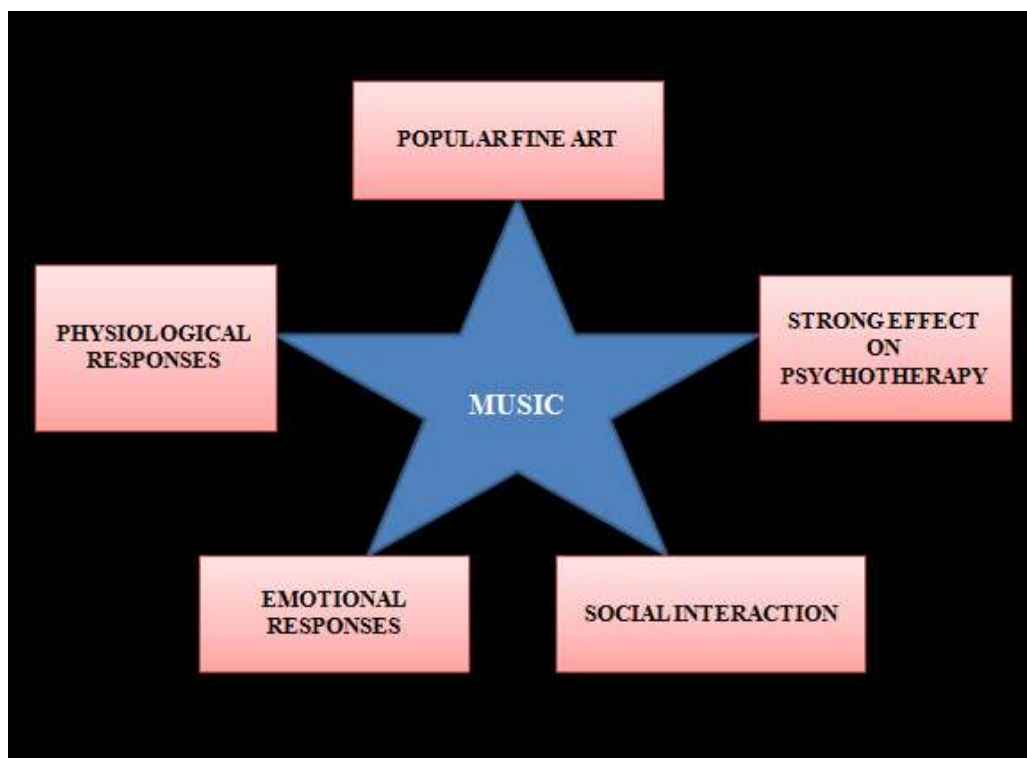 POPULAR FINE ART
PHYSIOLOGICAL
RESPONSES
STRONG EFFECT
ON
PSYCHOTHERAPY
MUSIC
EMOTIONAL
RESPONSES
SOCIAL INTERACTION